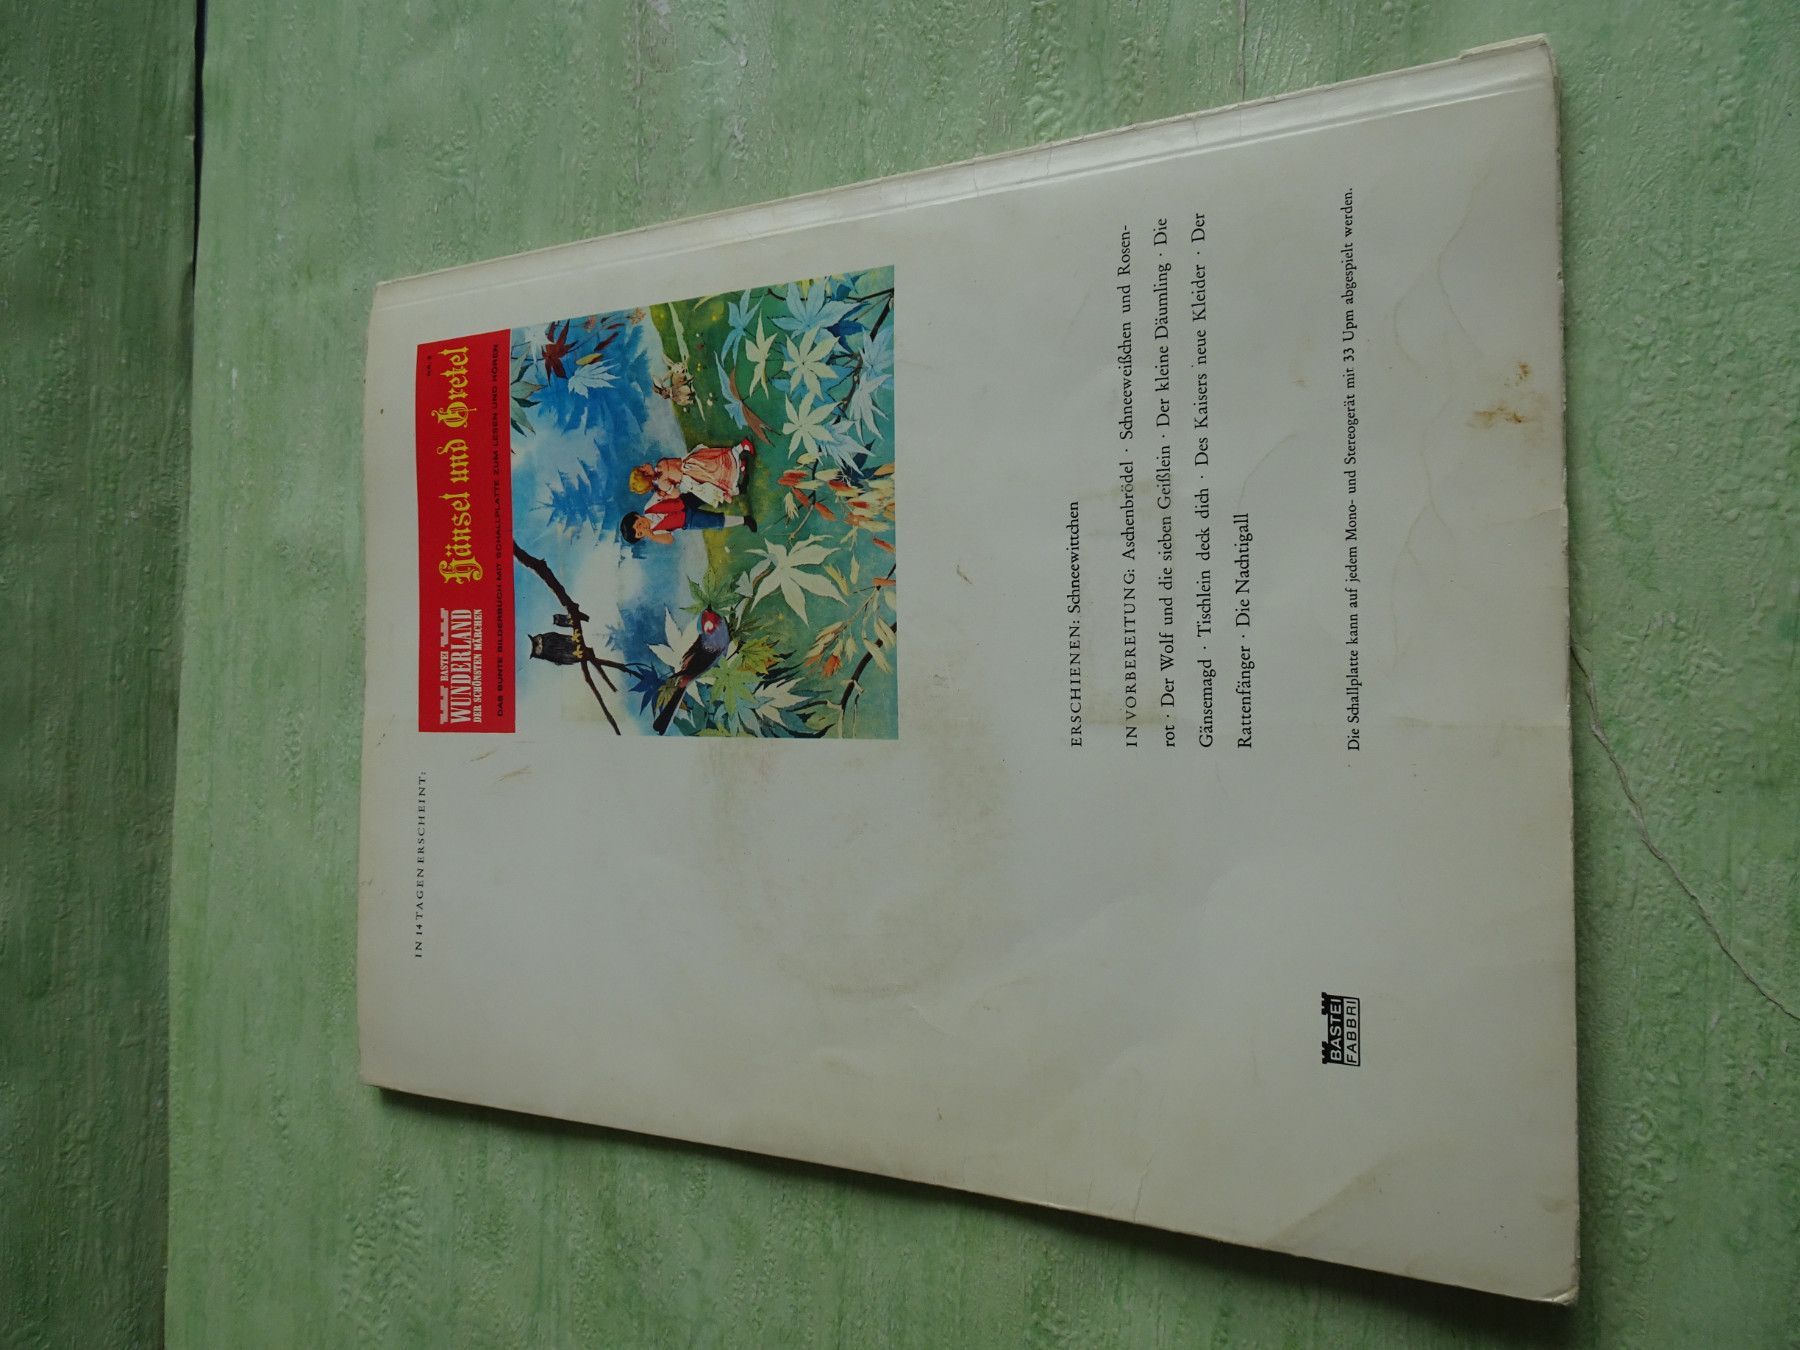 IN 14 TAGEN ERSCHEINT:
BASTEI
WUNDERLAND
DER SCHÖNSTEN MÄRCHEN
Hänsel und Gretel
DAS BUNTE BILDERBUCH MIT SCHALLPLATTE ZUM LESEN UND HÖREN
ERSCHIENEN: Schneewittchen
IN VORBEREITUNG: Aschenbrödel · Schneeweißchen und Rosen-
rot · Der Wolf und die sieben Geißlein · Der kleine Däumling · Die
Gänsemagd · Tischlein deck dich · Des Kaisers neue Kleider · Der
Rattenfänger · Die Nachtigall
BASTEI
FABBRI
Die Schallplatte kann auf jedem Mono- und Stereogerät mit 33 Upm abgespielt werden.